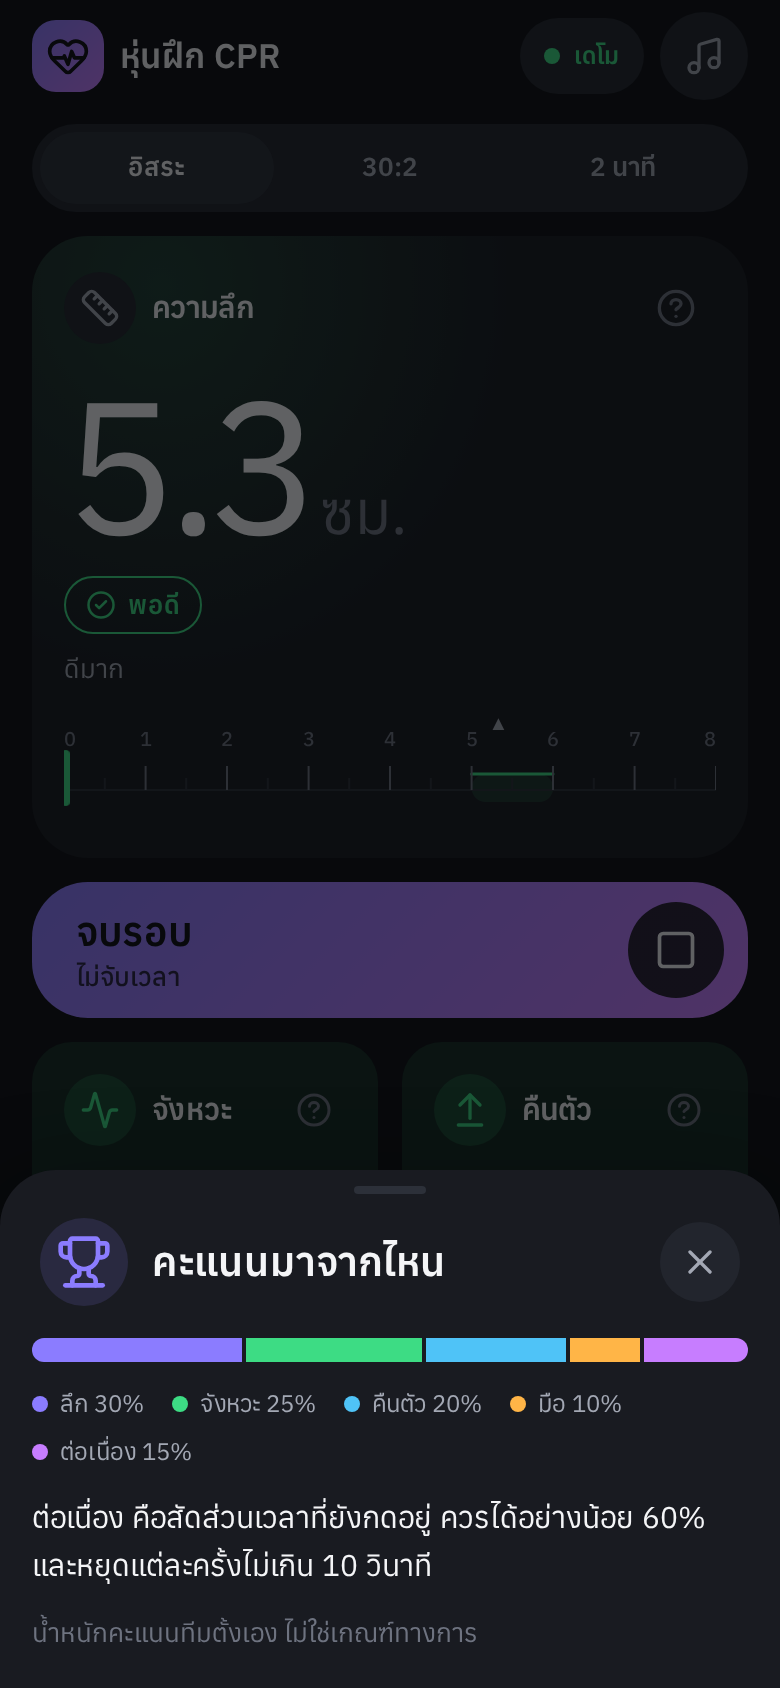 หุ่นฝึก CPR
เดโม
อิสระ
30:2
2 นาที
ความลึก
5.3 ซม.
พอดี
ดีมาก
0 1 2 3 4 5 6 7 8
จบรอบ
ไม่จับเวลา
จังหวะ
คืนตัว
คะแนนมาจากไหน
ลึก 30% จังหวะ 25% คืนตัว 20% มือ 10%
ต่อเนื่อง 15%
ต่อเนื่อง คือสัดส่วนเวลาที่ยังกดอยู่ ควรได้อย่างน้อย 60%
และหยุดแต่ละครั้งไม่เกิน 10 วินาที
น้ำหนักคะแนนทีมตั้งเอง ไม่ใช่เกณฑ์ทางการ